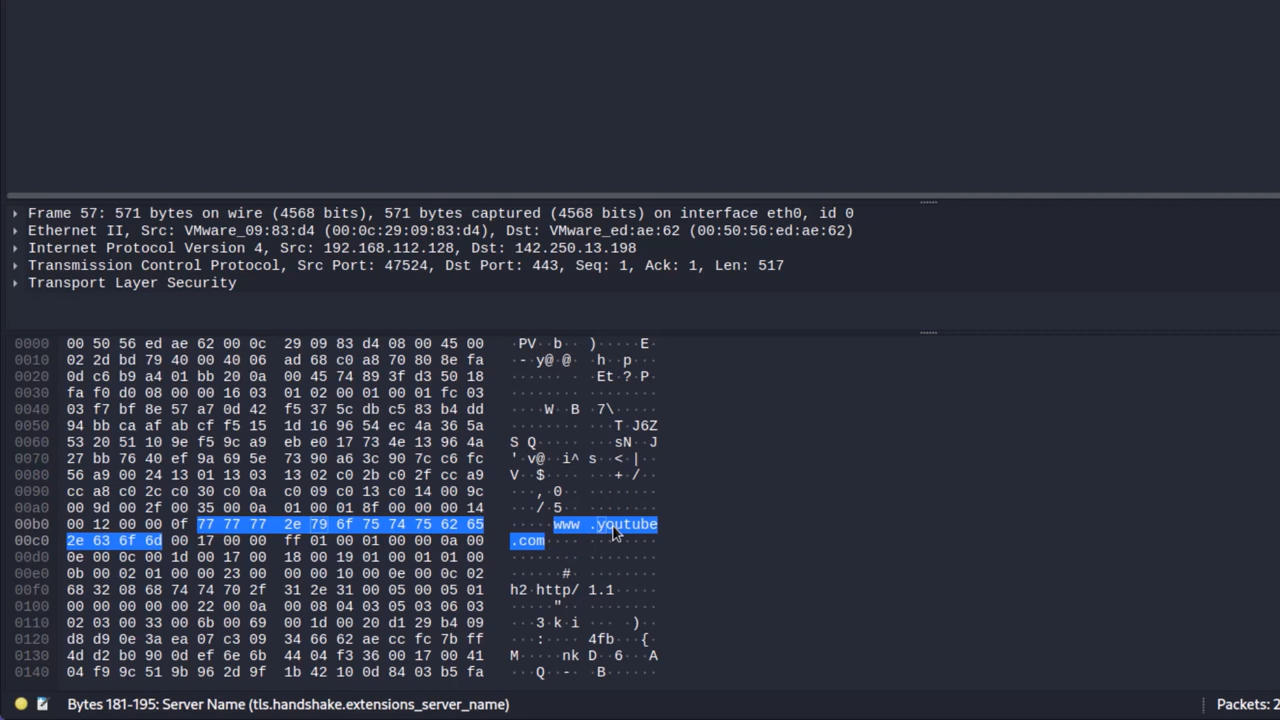 Frame 57: 571 bytes on wire (4568 bits), 571 bytes captured (4568 bits) on interface eth0, id 0
Ethernet II, Src: VMware_09:83:d4 (00:0c:29:09:83:d4), Dst: VMware_ed:ae:62 (00:50:56:ed:ae:62)
Internet Protocol Version 4, Src: 192.168.112.128, Dst: 142.250.13.198
Transmission Control Protocol, Src Port: 47524, Dst Port: 443, Seq: 1, Ack: 1, Len: 517
Transport Layer Security
0000 00 50 56 ed ae 62 00 0c 29 09 83 d4 08 00 45 00 ·PV··b·· )·····E·
0010 02 2d bd 79 40 00 40 06 ad 68 c0 a8 70 80 8e fa ·-·y@·@· ·h··p···
0020 0d c6 b9 a4 01 bb 20 0a 00 45 74 89 3f d3 50 18 ······ · ·Et·?·P·
0030 fa f0 d0 08 00 00 16 03 01 02 00 01 00 01 fc 03 ········ ········
0040 03 f7 bf 8e 57 a7 0d 42 f5 37 5c db c5 83 b4 dd ····W··B ·7\·····
0050 94 bb ca af ab cf f5 15 1d 16 96 54 ec 4a 36 5a ········ ···T·J6Z
0060 53 20 51 10 9e f5 9c a9 eb e0 17 73 4e 13 96 4a S Q····· ···sN··J
0070 27 bb 76 40 ef 9a 69 5e 73 90 a6 3c 90 7c c6 fc '·v@··i^ s··<·|··
0080 56 a9 00 24 13 01 13 03 13 02 c0 2b c0 2f cc a9 V··$···· ···+·/··
0090 cc a8 c0 2c c0 30 c0 0a c0 09 c0 13 c0 14 00 9c ···,·0·· ········
00a0 00 9d 00 2f 00 35 00 0a 01 00 01 8f 00 00 00 14 ···/·5·· ········
00b0 00 12 00 00 0f 77 77 77 2e 79 6f 75 74 75 62 65 ·····www .youtube
00c0 2e 63 6f 6d 00 17 00 00 ff 01 00 01 00 00 0a 00 .com···· ········
00d0 0e 00 0c 00 1d 00 17 00 18 00 19 01 00 01 01 00 ········ ········
00e0 0b 00 02 01 00 00 23 00 00 00 10 00 0e 00 0c 02 ······#· ········
00f0 68 32 08 68 74 74 70 2f 31 2e 31 00 05 00 05 01 h2·http/ 1.1·····
0100 00 00 00 00 00 22 00 0a 00 08 04 03 05 03 06 03 ·····"·· ········
0110 02 03 00 33 00 6b 00 69 00 1d 00 20 d1 29 b4 09 ···3·k·i ··· ·)··
0120 d8 d9 0e 3a ea 07 c3 09 34 66 62 ae cc fc 7b ff ···:···· 4fb···{·
0130 4d d2 b0 90 0d ef 6e 6b 44 04 f3 36 00 17 00 41 M·····nk D··6···A
0140 04 f9 9c 51 9b 96 2d 9f 1b 42 10 0d 84 03 b5 fa ···Q··-· ·B······
Bytes 181-195: Server Name (tls.handshake.extensions_server_name)
Packets: 2